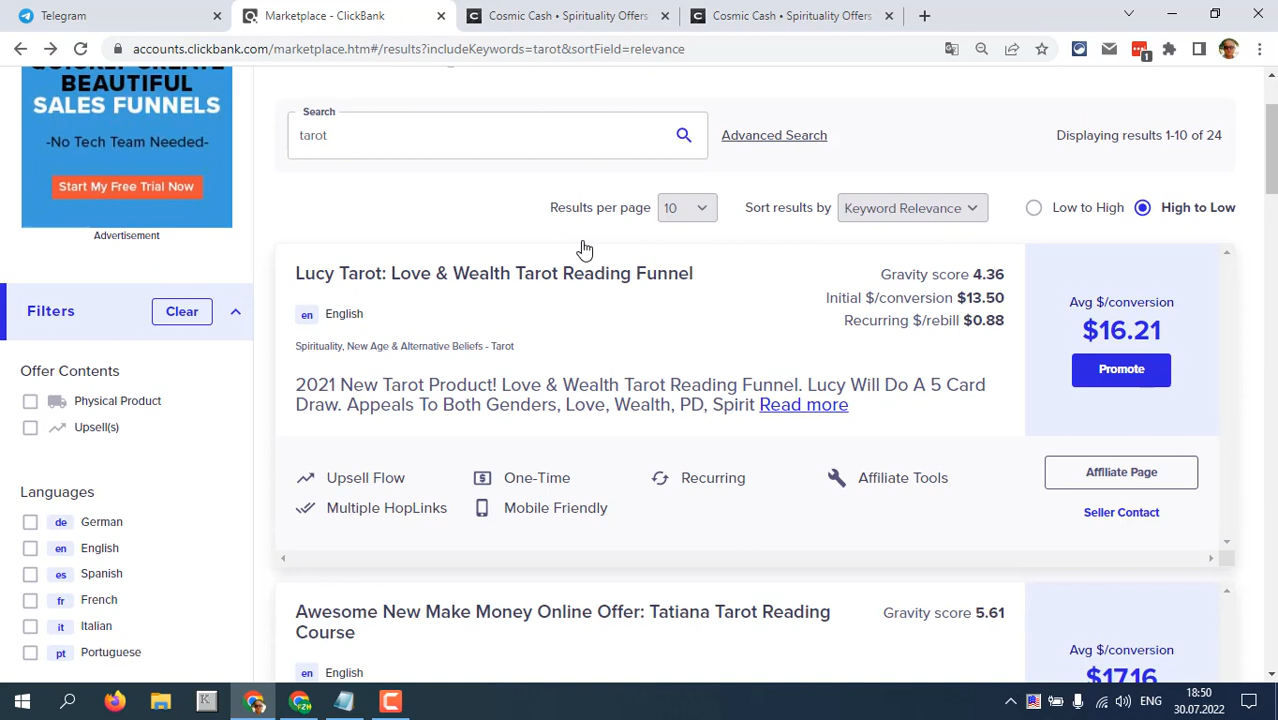 Telegram
Marketplace - ClickBank
Cosmic Cash • Spirituality Offers
Cosmic Cash • Spirituality Offers
accounts.clickbank.com/marketplace.htm#/results?includeKeywords=tarot&sortField=relevance
1
BEAUTIFUL
SALES FUNNELS
-No Tech Team Needed-
Start My Free Trial Now
Advertisement
Search
tarot
Advanced Search
Displaying results 1-10 of 24
Results per page
10
Sort results by
Keyword Relevance
Low to High
High to Low
Filters
Clear
Offer Contents
Physical Product
Upsell(s)
Languages
de German
en English
es Spanish
fr French
it Italian
pt Portuguese
Lucy Tarot: Love & Wealth Tarot Reading Funnel
en English
Spirituality, New Age & Alternative Beliefs - Tarot
Gravity score 4.36
Initial $/conversion $13.50
Recurring $/rebill $0.88
2021 New Tarot Product! Love & Wealth Tarot Reading Funnel. Lucy Will Do A 5 Card
Draw. Appeals To Both Genders, Love, Wealth, PD, Spirit Read more
Avg $/conversion
$16.21
Promote
Upsell Flow
One-Time
Recurring
Affiliate Tools
Multiple HopLinks
Mobile Friendly
Affiliate Page
Seller Contact
Awesome New Make Money Online Offer: Tatiana Tarot Reading
Course
en English
Gravity score 5.61
Avg $/conversion
$17.16
K
FZH
ENG
18:50
30.07.2022